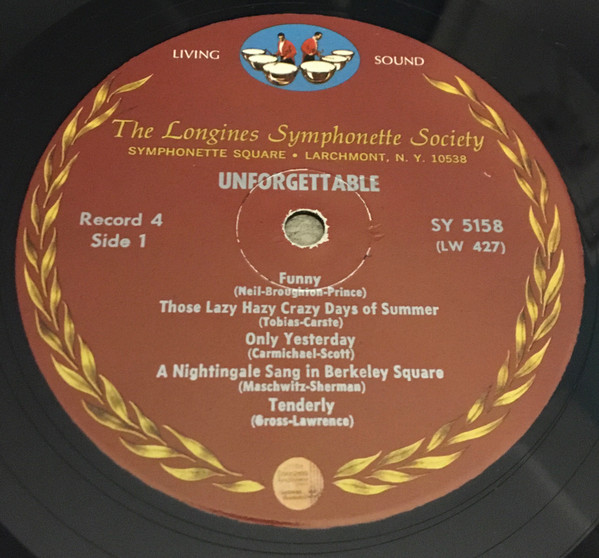 LIVING SOUND
The Longines Symphonette Society
SYMPHONETTE SQUARE • LARCHMONT, N. Y. 10538
UNFORGETTABLE
Record 4
Side 1
SY 5158
(LW 427)
Funny
(Neil-Broughton-Prince)
Those Lazy Hazy Crazy Days of Summer
(Tobias-Carste)
Only Yesterday
(Carmichael-Scott)
A Nightingale Sang in Berkeley Square
(Maschwitz-Sherman)
Tenderly
(Gross-Lawrence)